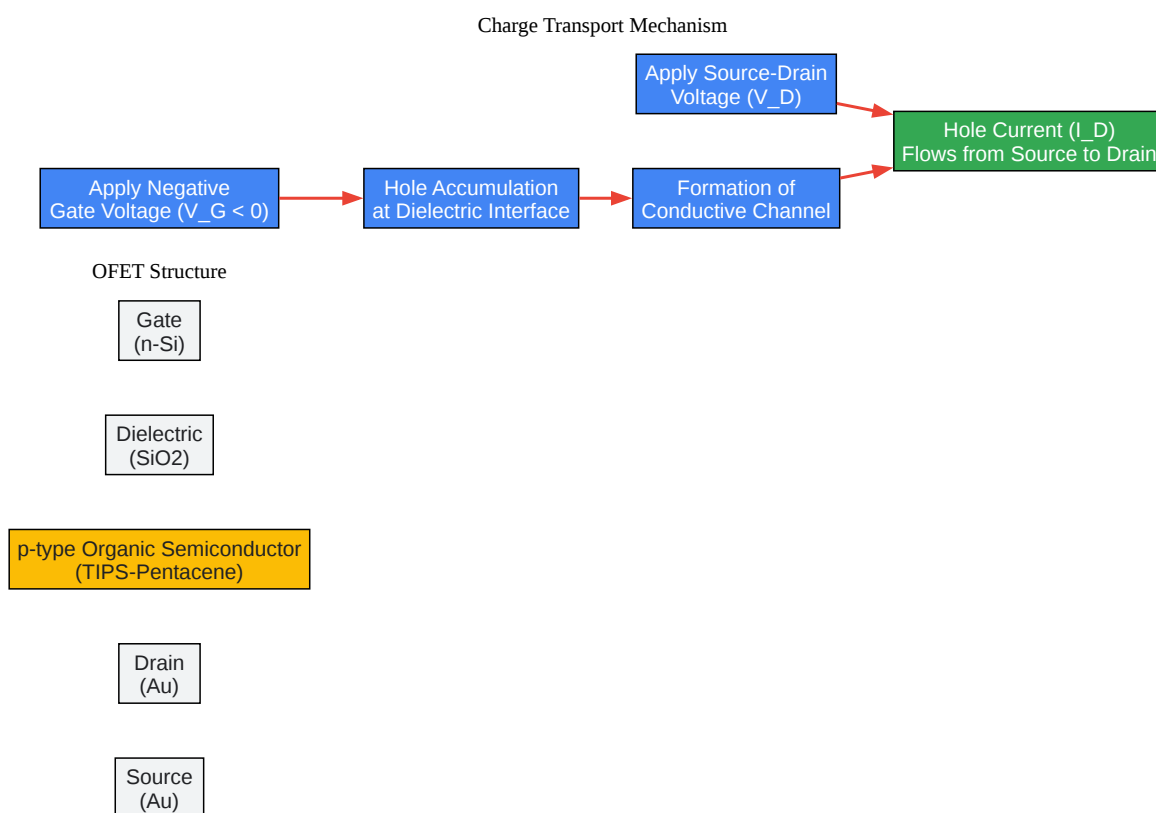 Charge Transport Mechanism
Apply Source-Drain
Voltage (V_D)
Hole Current (I_D)
Flows from Source to Drain
Apply Negative
Gate Voltage (V_G < 0)
Hole Accumulation
at Dielectric Interface
Formation of
Conductive Channel
OFET Structure
Gate
(n-Si)
Dielectric
(SiO2)
p-type Organic Semiconductor
(TIPS-Pentacene)
Drain
(Au)
Source
(Au)